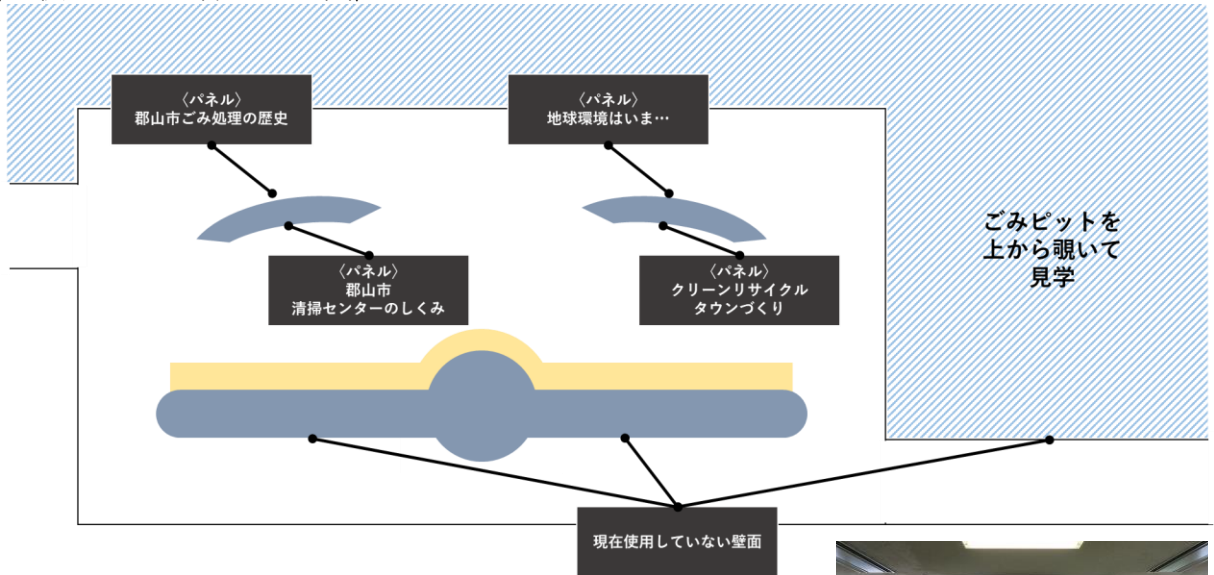 〈パネル〉
郡山市ごみ処理の歴史
〈パネル〉
地球環境はいま…
ごみピットを
上から覗いて
見学
〈パネル〉
郡山市
清掃センターのしくみ
〈パネル〉
クリーンリサイクル
タウンづくり
現在使用していない壁面